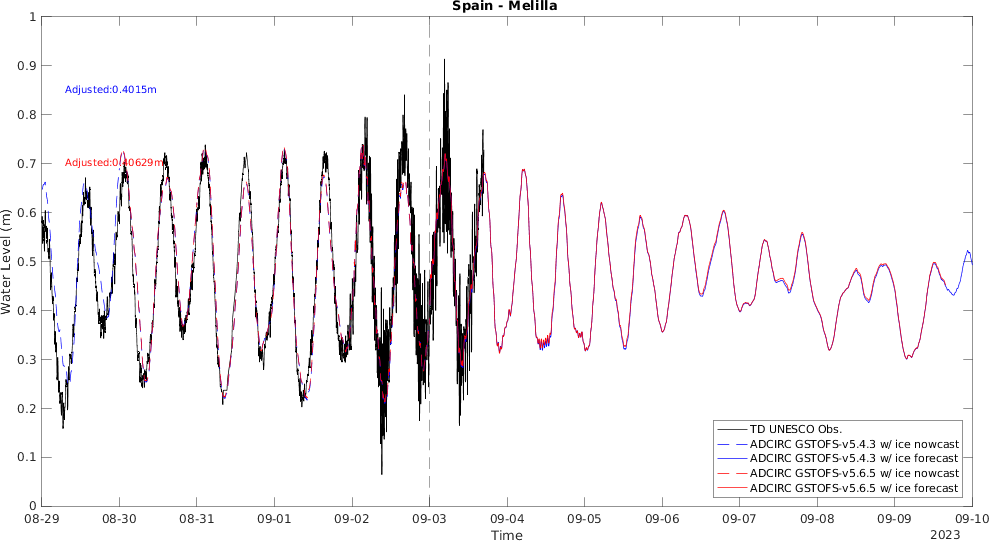 Spain - Melilla
1
0.9
0.8
0.7
0.6
0.5
0.4
0.3
0.2
0.1
0
Water Level (m)
Adjusted:0.4015m
Adjusted:0.40629m
TD UNESCO Obs.
ADCIRC GSTOFS-v5.4.3 w/ ice nowcast
ADCIRC GSTOFS-v5.4.3 w/ ice forecast
ADCIRC GSTOFS-v5.6.5 w/ ice nowcast
ADCIRC GSTOFS-v5.6.5 w/ ice forecast
08-29 08-30 08-31 09-01 09-02 09-03 09-04 09-05 09-06 09-07 09-08 09-09 09-10
Time
2023